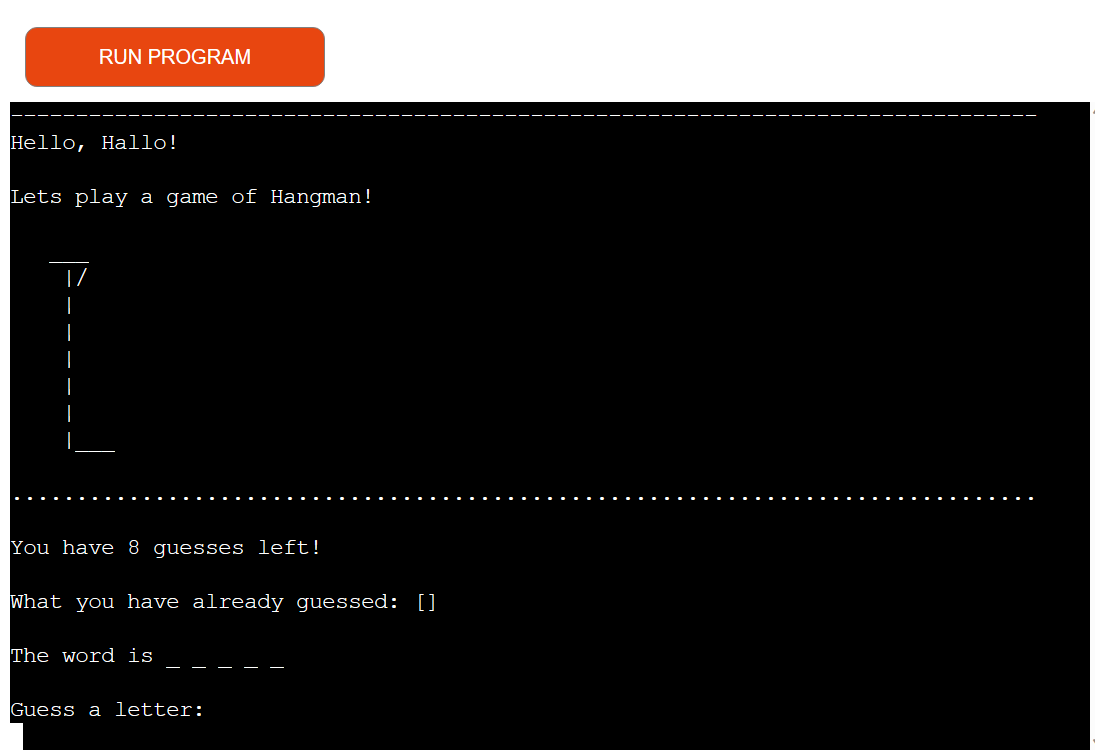 RUN PROGRAM
-------------------------------------------------------------------------------
Hello, Hallo!
Lets play a game of Hangman!
   ___
    |/
    |
    |
    |
    |
    |
    |___
...............................................................................
You have 8 guesses left!
What you have already guessed: []
The word is _ _ _ _ _
Guess a letter: